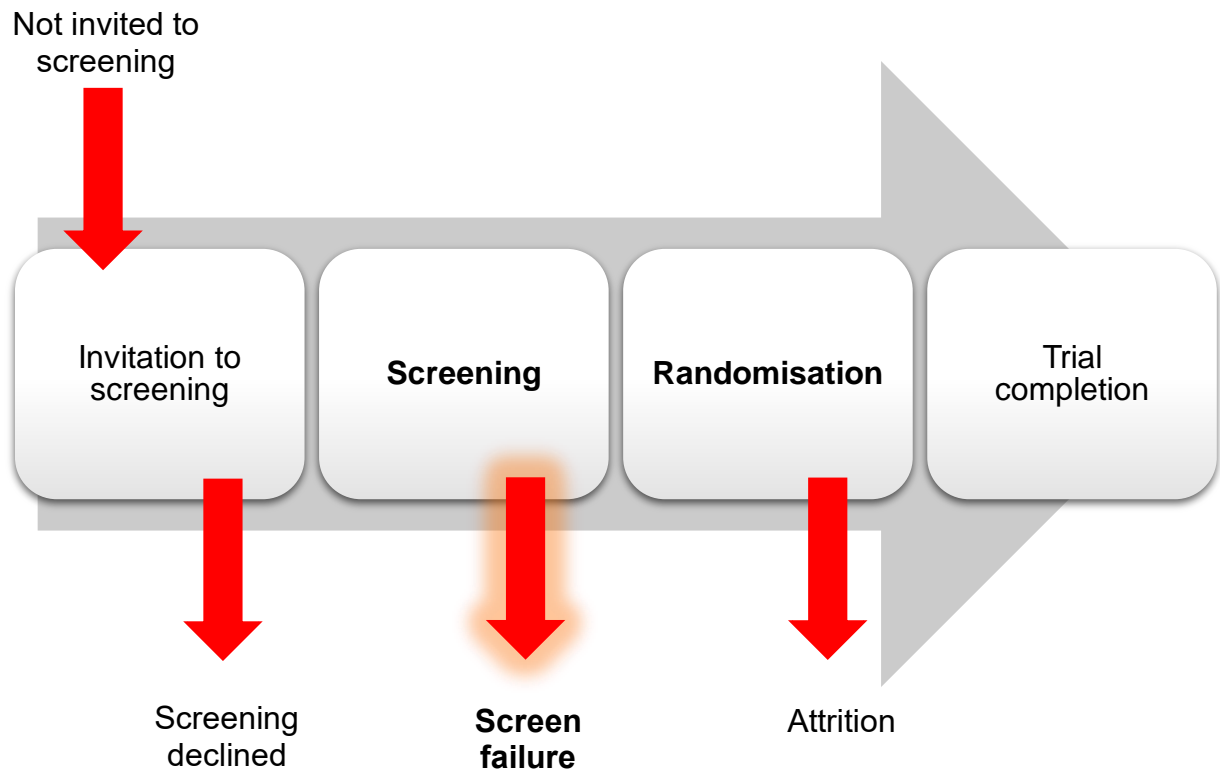 Not invited to
screening
Invitation to
screening
Screening
Randomisation
Trial
completion
Screening
declined
Screen
failure
Attrition